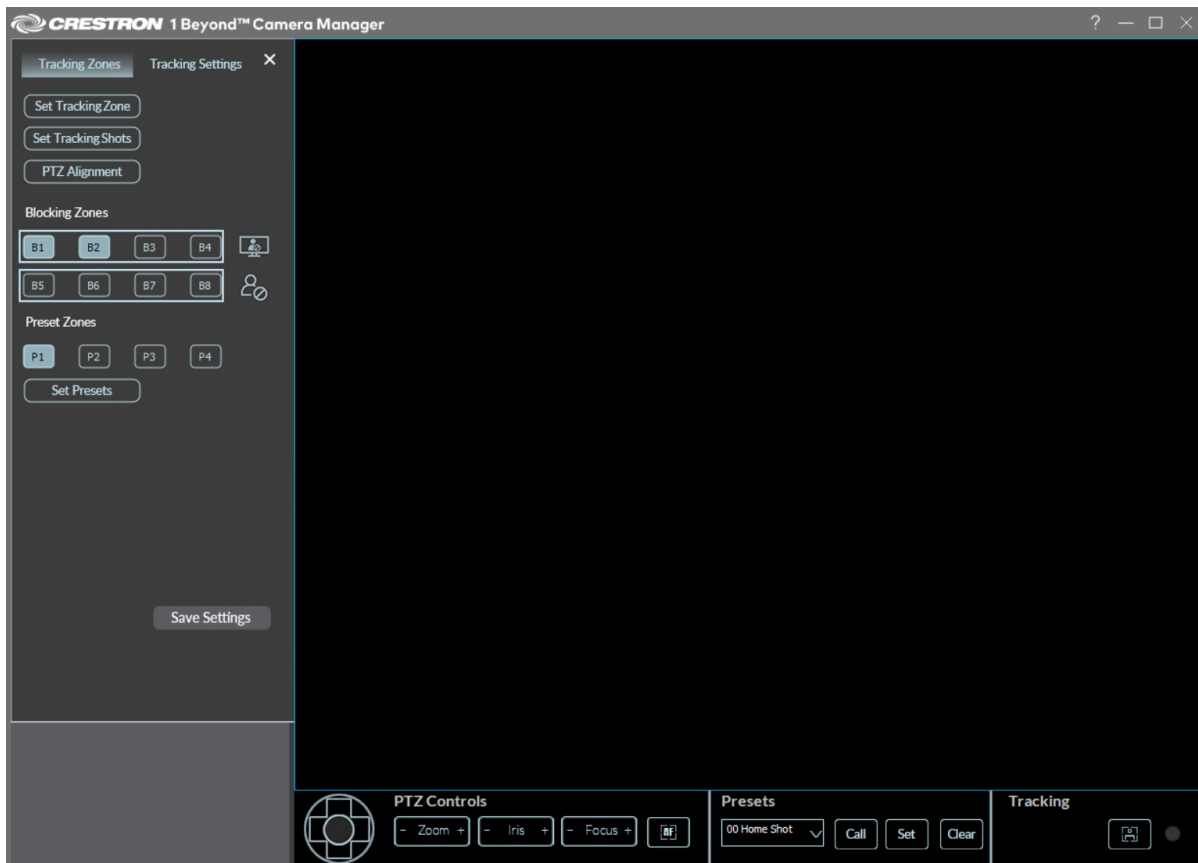 CRESTRON 1 Beyond™ Camera Manager
?
Tracking Zones Tracking Settings
Set Tracking Zone
Set Tracking Shots
PTZ Alignment
Blocking Zones
B1 B2 B3 B4
B5 B6 B7 B8
Preset Zones
P1 P2 P3 P4
Set Presets
Save Settings
PTZ Controls Presets Tracking
- Zoom + - Iris + - Focus + AF 00 Home Shot Call Set Clear